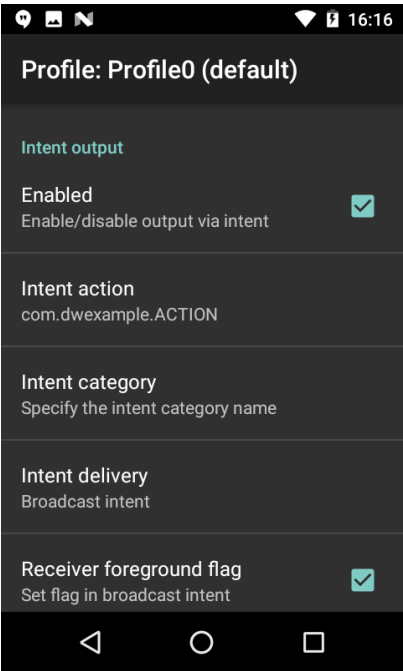 16:16
Profile: Profile0 (default)
Intent output
Enabled
Enable/disable output via intent
Intent action
com.dwexample.ACTION
Intent category
Specify the intent category name
Intent delivery
Broadcast intent
Receiver foreground flag
Set flag in broadcast intent